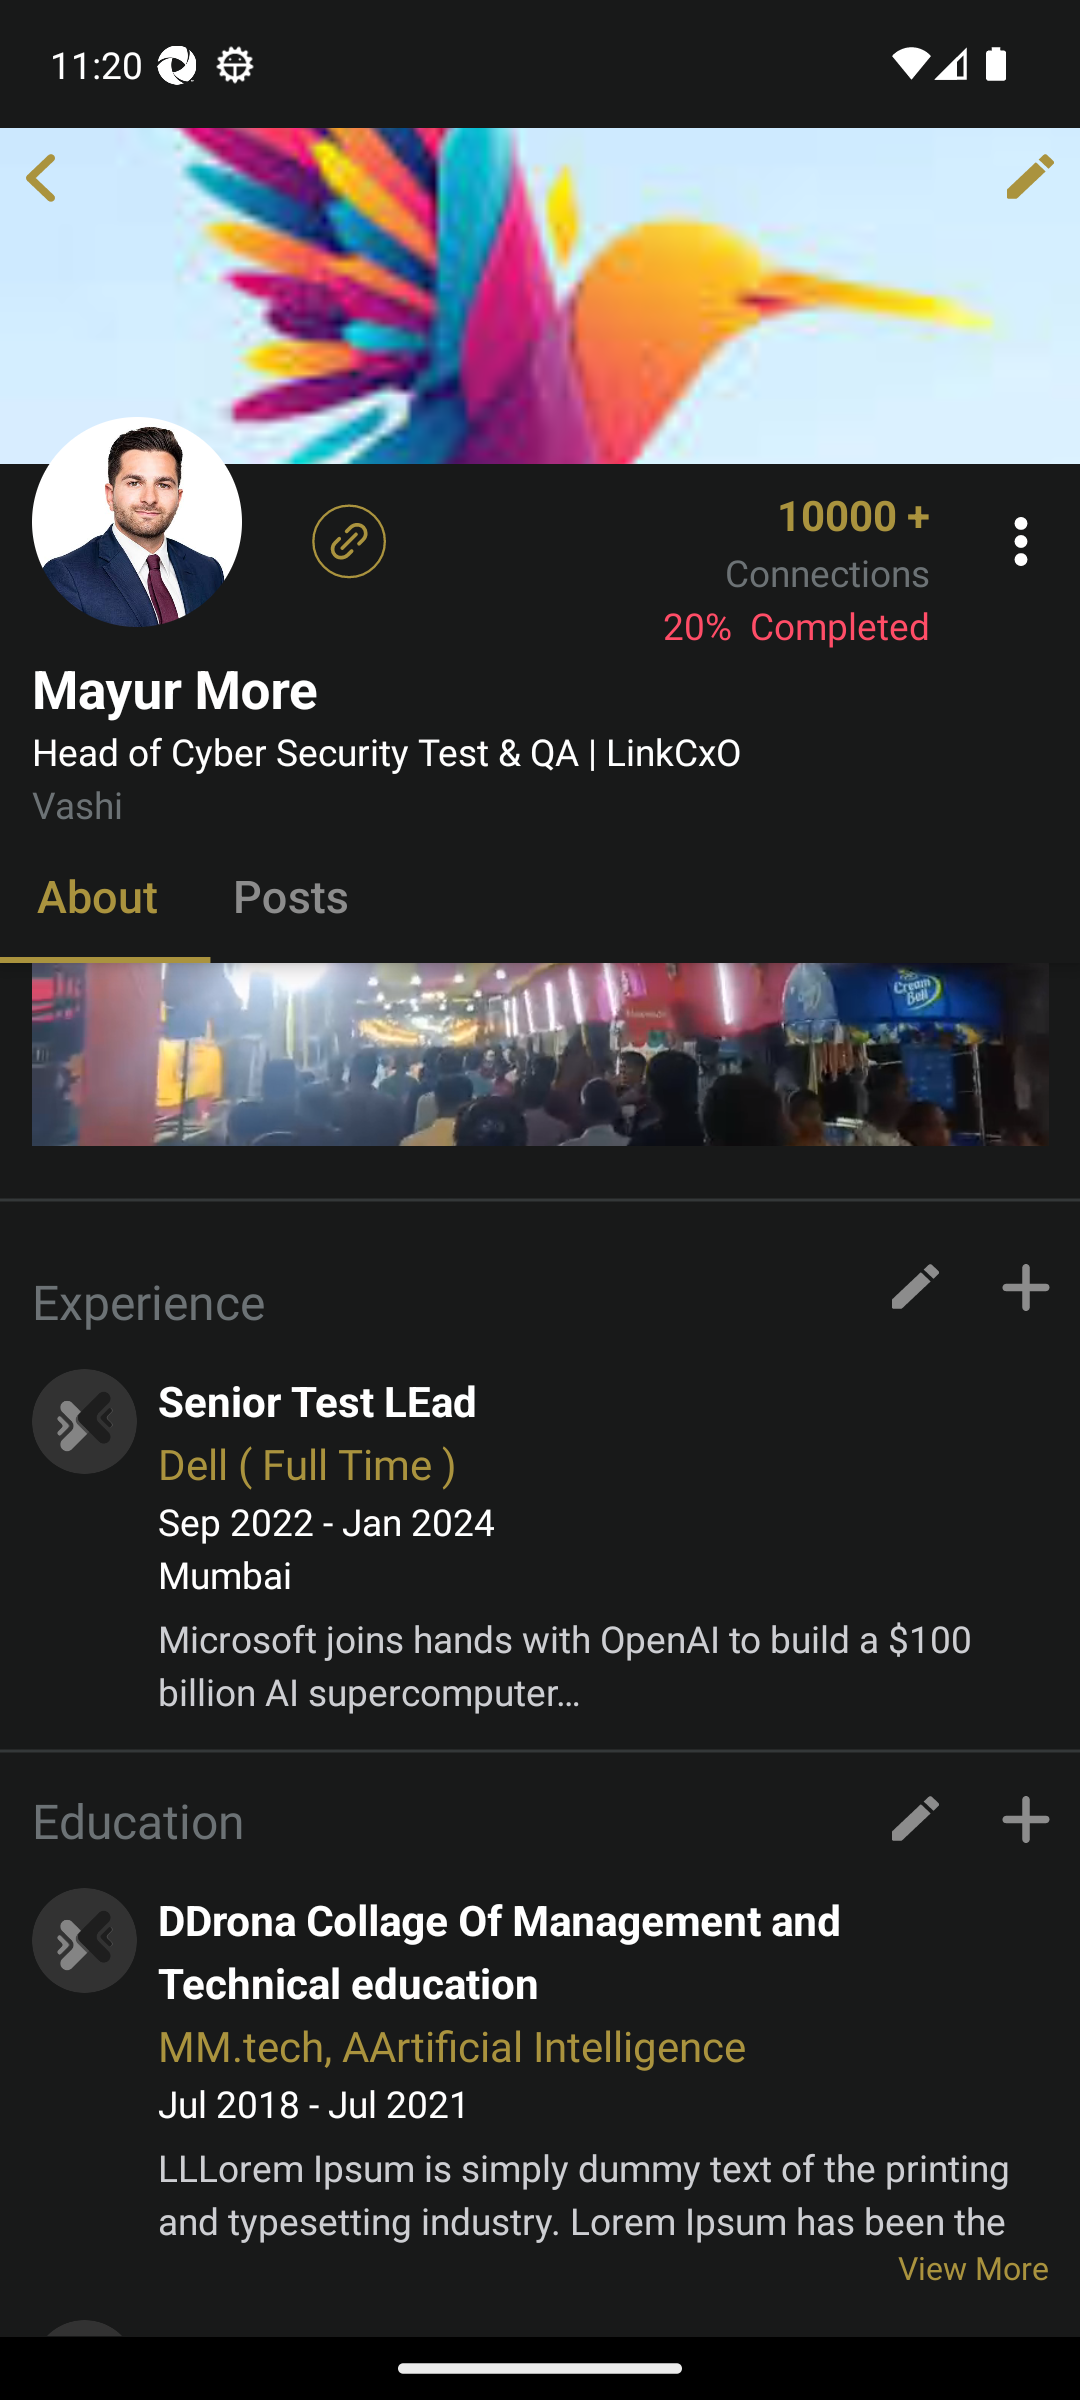 11:20
10000 +
Connections
20% Completed
Mayur More
Head of Cyber Security Test & QA | LinkCxO
Vashi
About Posts
Cream
Bell
Experience
Senior Test LEad
Dell ( Full Time )
Sep 2022 - Jan 2024
Mumbai
Microsoft joins hands with OpenAI to build a $100
billion AI supercomputer...
Education
DDrona Collage Of Management and
Technical education
MM.tech, AArtificial Intelligence
Jul 2018 - Jul 2021
LLLorem Ipsum is simply dummy text of the printing
and typesetting industry. Lorem Ipsum has been the
View More